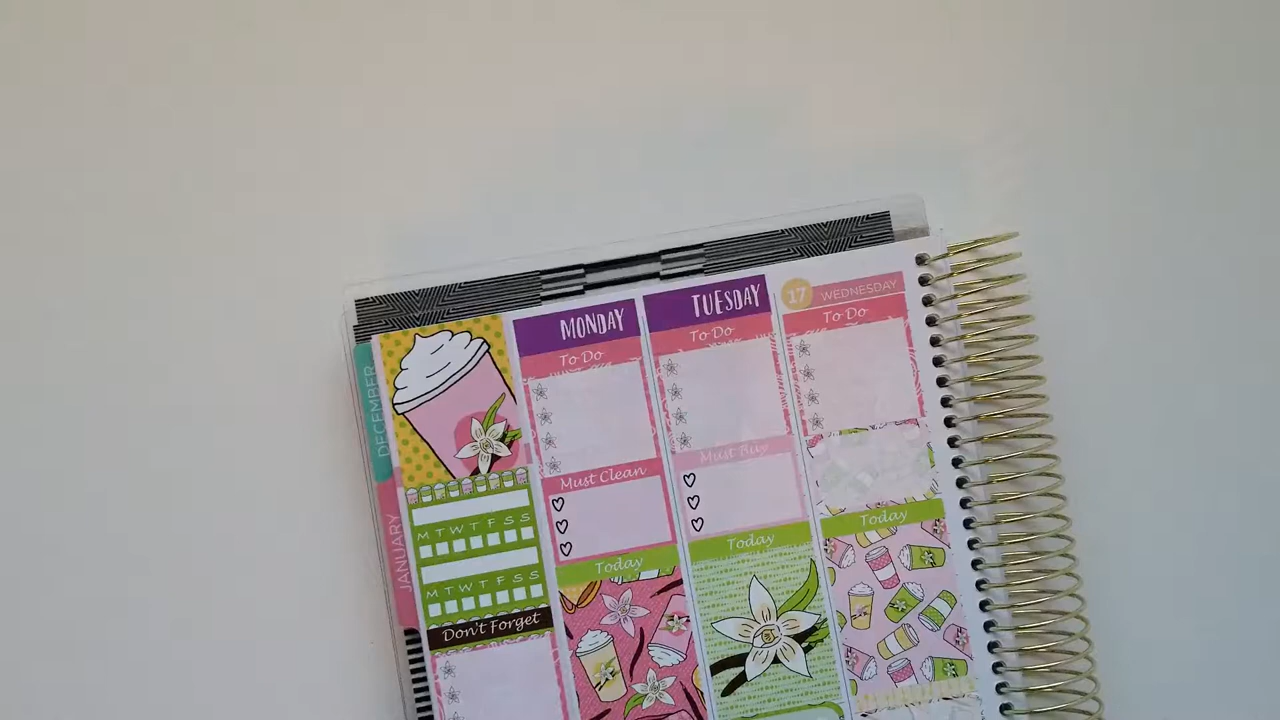 DECEMBER
JANUARY
M T W T F S S
M T W T F S S
Don't Forget
MONDAY
To Do
Must Clean
Today
TUESDAY
To Do
Must Buy
Today
17 WEDNESDAY
To Do
Today